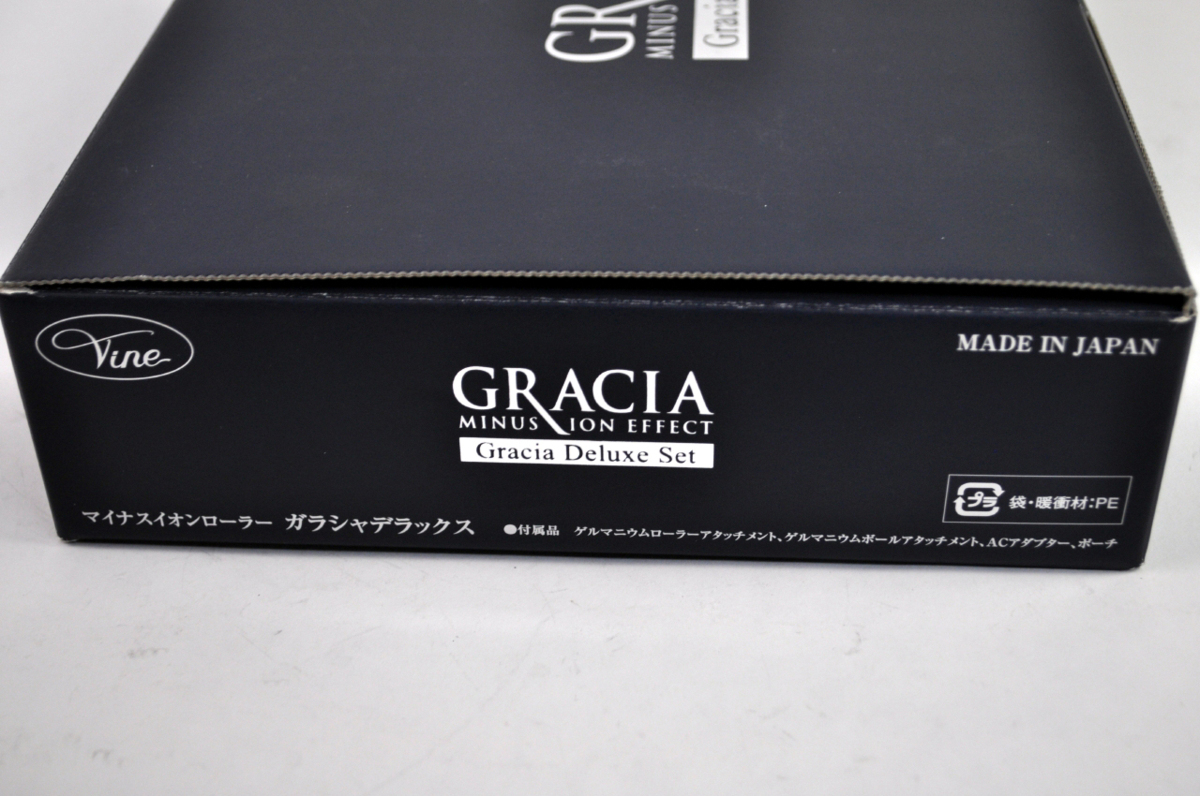 GR
MINUS
Gracia
Vine
MADE IN JAPAN
GRACIA
MINUS ION EFFECT
Gracia Deluxe Set
プラ
袋・暖衝材:PE
マイナスイオンローラー ガラシャデラックス
●付属品 ゲルマニウムローラーアタッチメント、ゲルマニウムボールアタッチメント、ACアダプター、ポーチ